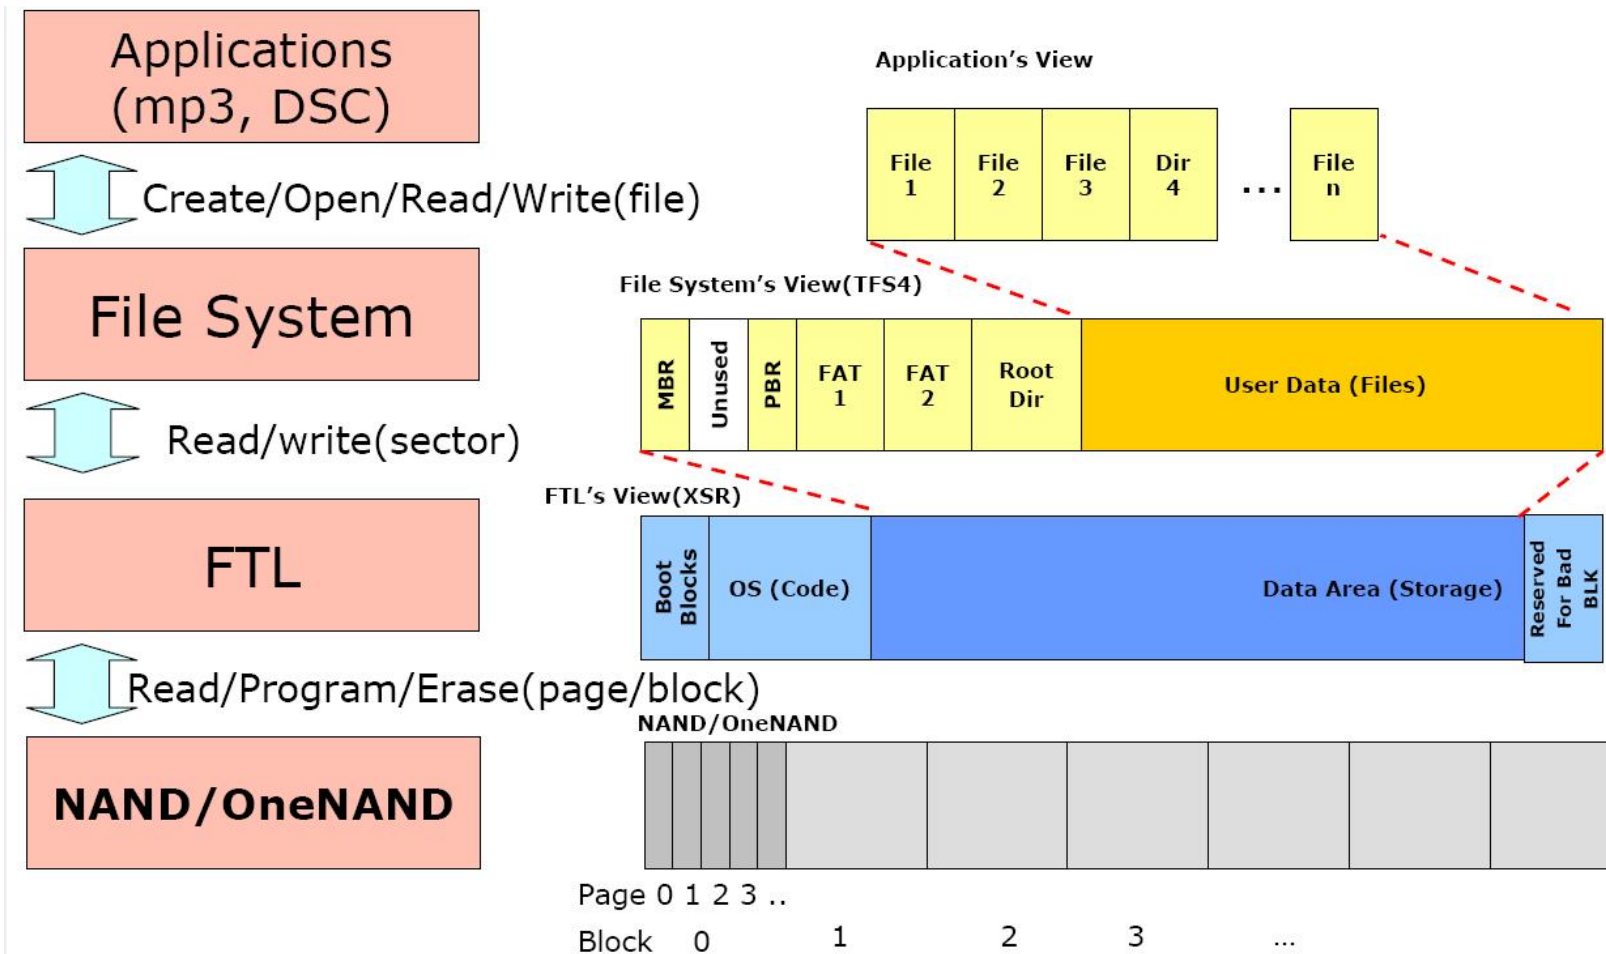 Applications
(mp3, DSC)
Create/Open/Read/Write(file)
File System
Read/write(sector)
FTL
Read/Program/Erase(page/block)
NAND/OneNAND
Application's View
File
1
File
2
File
3
Dir
4
...
File
n
File System's View(TFS4)
MBR
Unused
PBR
FAT
1
FAT
2
Root
Dir
User Data (Files)
FTL's View(XSR)
Boot
Blocks
OS (Code)
Data Area (Storage)
Reserved
For Bad
BLK
NAND/OneNAND
Page 0 1 2 3 ..
Block 0 1 2 3 ...